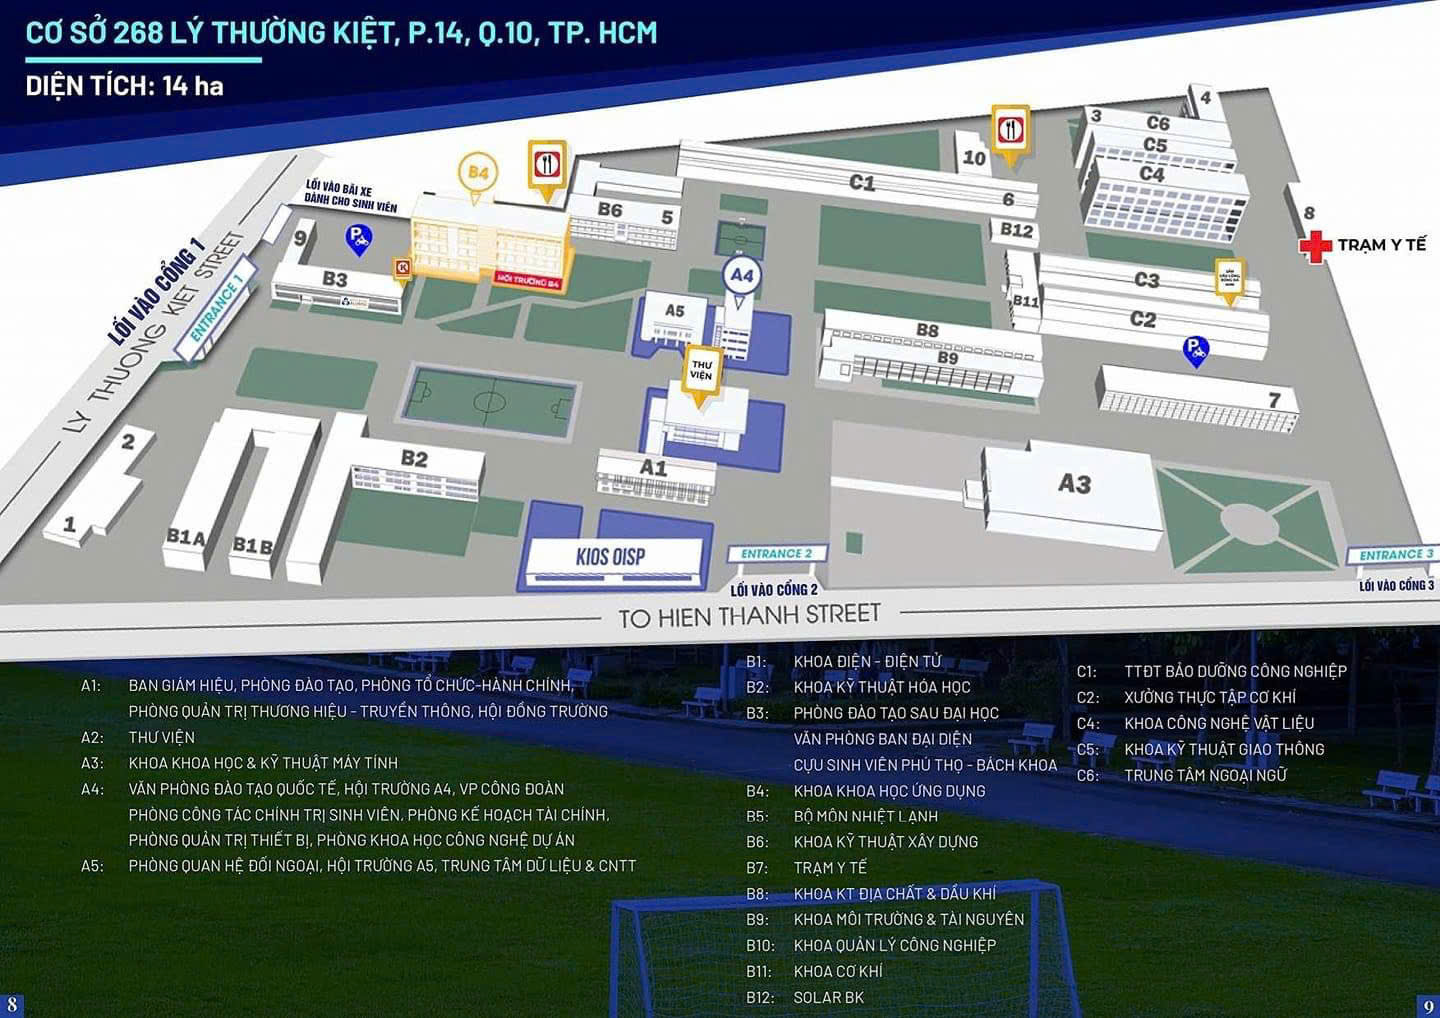 CƠ SỞ 268 LÝ THƯỜNG KIỆT, P.14, Q.10, TP. HCM
DIỆN TÍCH: 14 ha
LỐI VÀO BÃI XE
DÀNH CHO SINH VIÊN
LỐI VÀO CỔNG 1
LY THUONG KIET STREET
ENTRANCE 1
9
P
B3
B4
HỘI TRƯỜNG B4
B6
5
C1
6
10
B12
3
4
C6
C5
C4
8
TRẠM Y TẾ
A4
A5
THƯ
VIỆN
B8
B9
B11
C3
C2
P
7
2
1
B1A
B1B
B2
A1
A3
KIOS OISP
ENTRANCE 2
LỐI VÀO CỔNG 2
ENTRANCE 3
LỐI VÀO CỔNG 3
TO HIEN THANH STREET
A1: BAN GIÁM HIỆU, PHÒNG ĐÀO TẠO, PHÒNG TỔ CHỨC-HÀNH CHÍNH,
PHÒNG QUẢN TRỊ THƯƠNG HIỆU - TRUYỀN THÔNG, HỘI ĐỒNG TRƯỜNG
A2: THƯ VIỆN
A3: KHOA KHOA HỌC & KỸ THUẬT MÁY TÍNH
A4: VĂN PHÒNG ĐÀO TẠO QUỐC TẾ, HỘI TRƯỜNG A4, VP CÔNG ĐOÀN
PHÒNG CÔNG TÁC CHÍNH TRỊ SINH VIÊN, PHÒNG KẾ HOẠCH TÀI CHÍNH,
PHÒNG QUẢN TRỊ THIẾT BỊ, PHÒNG KHOA HỌC CÔNG NGHỆ DỰ ÁN
A5: PHÒNG QUAN HỆ ĐỐI NGOẠI, HỘI TRƯỜNG A5, TRUNG TÂM DỮ LIỆU & CNTT
B1: KHOA ĐIỆN - ĐIỆN TỬ
B2: KHOA KỸ THUẬT HÓA HỌC
B3: PHÒNG ĐÀO TẠO SAU ĐẠI HỌC
VĂN PHÒNG BAN ĐẠI DIỆN
CỰU SINH VIÊN PHÚ THỌ - BÁCH KHOA
B4: KHOA KHOA HỌC ỨNG DỤNG
B5: BỘ MÔN NHIỆT LẠNH
B6: KHOA KỸ THUẬT XÂY DỰNG
B7: TRẠM Y TẾ
B8: KHOA KT ĐỊA CHẤT & DẦU KHÍ
B9: KHOA MÔI TRƯỜNG & TÀI NGUYÊN
B10: KHOA QUẢN LÝ CÔNG NGHIỆP
B11: KHOA CƠ KHÍ
B12: SOLAR BK
C1: TTĐT BẢO DƯỠNG CÔNG NGHIỆP
C2: XƯỞNG THỰC TẬP CƠ KHÍ
C4: KHOA CÔNG NGHỆ VẬT LIỆU
C5: KHOA KỸ THUẬT GIAO THÔNG
C6: TRUNG TÂM NGOẠI NGỮ
8
9